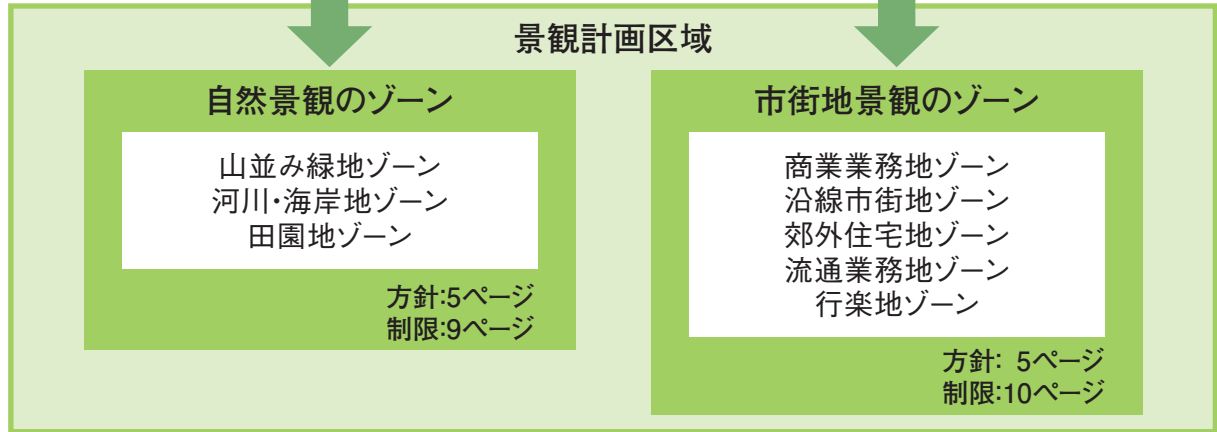 景観計画区域
自然景観のゾーン
山並み緑地ゾーン
河川・海岸地ゾーン
田園地ゾーン
方針:5ページ
制限:9ページ
市街地景観のゾーン
商業業務地ゾーン
沿線市街地ゾーン
郊外住宅地ゾーン
流通業務地ゾーン
行楽地ゾーン
方針: 5ページ
制限:10ページ